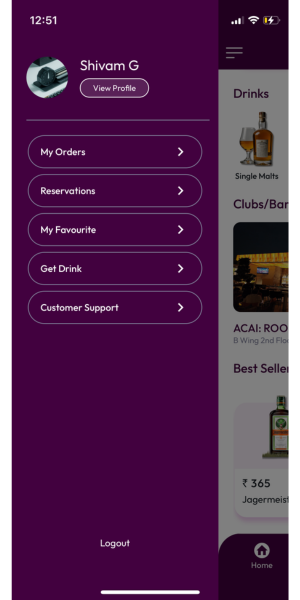 12:51
Shivam G
View Profile
My Orders
Reservations
My Favourite
Get Drink
Customer Support
Logout
Drinks
Single Malts
Clubs/Bar
ACAI: ROO
B Wing 2nd Floo
Best Selle
₹ 365
Jagermeist
Home